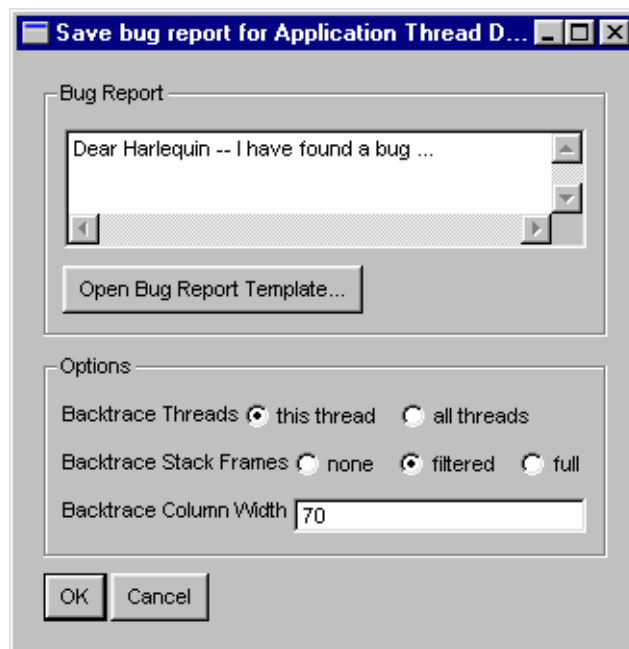 Save bug report for Application Thread D...
Bug Report
Dear Harlequin -- I have found a bug ...
Open Bug Report Template...
Options
Backtrace Threads this thread all threads
Backtrace Stack Frames none filtered full
Backtrace Column Width 70
OK Cancel